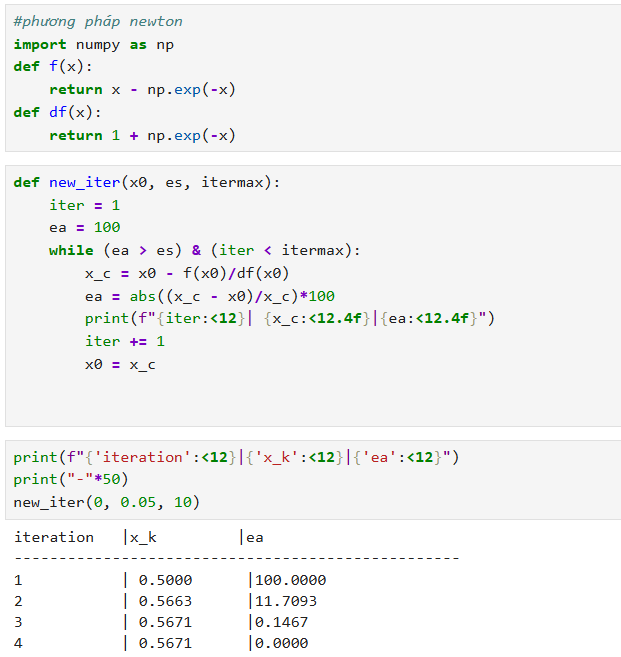 #phương pháp newton
import numpy as np
def f(x):
    return x - np.exp(-x)
def df(x):
    return 1 + np.exp(-x)
def new_iter(x0, es, itermax):
    iter = 1
    ea = 100
    while (ea > es) & (iter < itermax):
        x_c = x0 - f(x0)/df(x0)
        ea = abs((x_c - x0)/x_c)*100
        print(f"{iter:<12}| {x_c:<12.4f}|{ea:<12.4f}")
        iter += 1
        x0 = x_c
print(f"{'iteration':<12}|{'x_k':<12}|{'ea':<12}")
print("-"*50)
new_iter(0, 0.05, 10)
iteration   |x_k         |ea
--------------------------------------------------
1           | 0.5000      |100.0000
2           | 0.5663      |11.7093
3           | 0.5671      |0.1467
4           | 0.5671      |0.0000